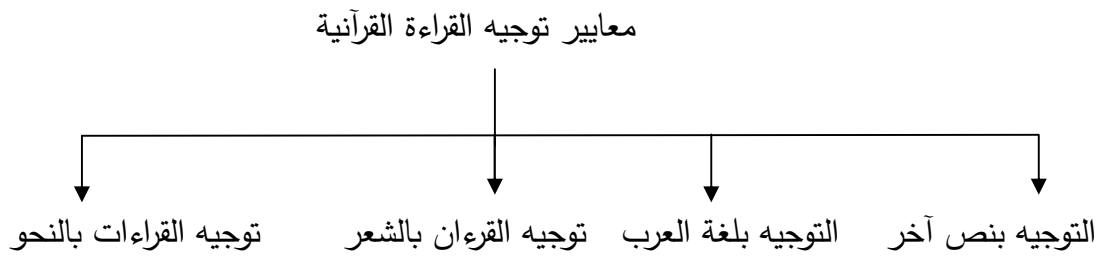 معايير توجيه القراءة القرآنية
التوجيه بنص آخر
التوجيه بلغة العرب
توجيه القرءان بالشعر
توجيه القراءات بالنحو